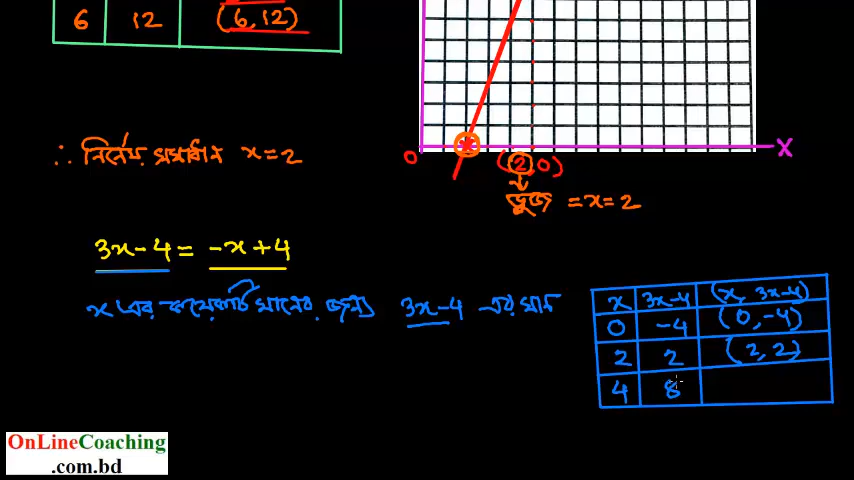 6 12 (6,12)
∴ নির্ণেয় সমাধান x=2
0 X
(2,0)
ভুজ =x=2
3x-4= -x+4
x এর কয়েকটি মানের জন্য 3x-4 এর মান
x 3x-4 (x, 3x-4)
0 -4 (0,-4)
2 2 (2,2)
4 8
OnLineCoaching
.com.bd